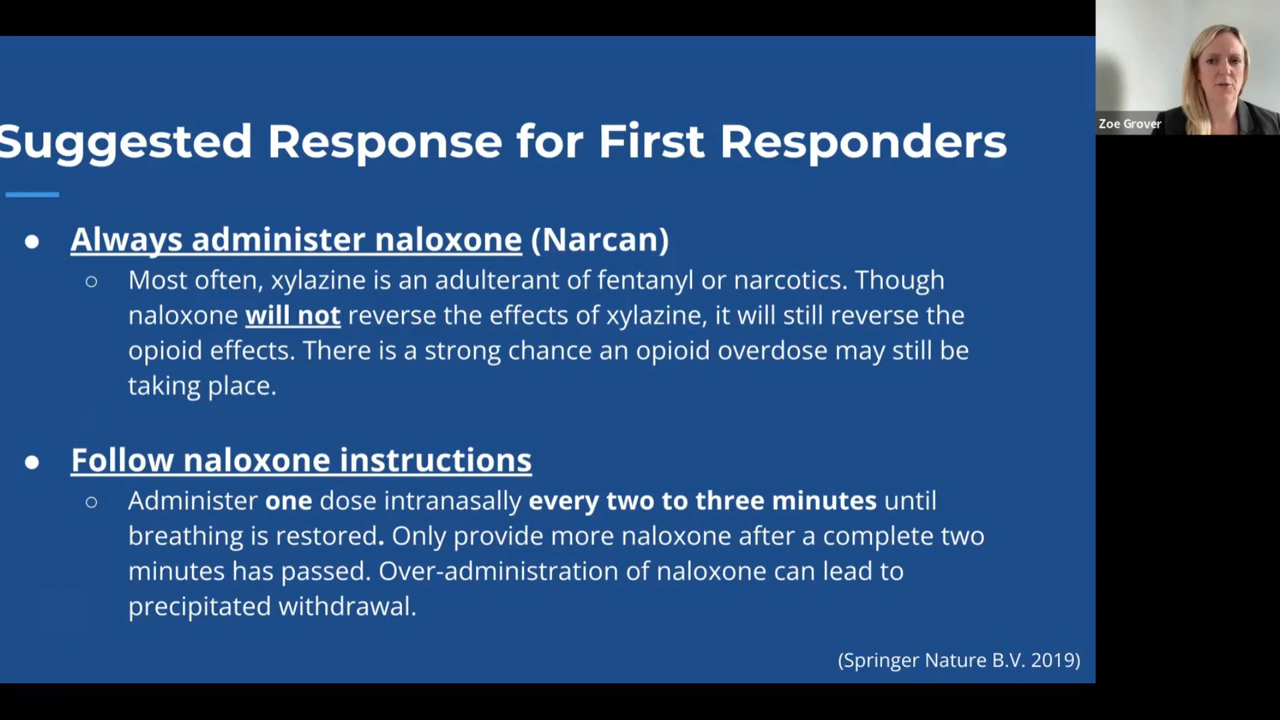 Suggested Response for First Responders
Zoe Grover
● Always administer naloxone (Narcan)
○ Most often, xylazine is an adulterant of fentanyl or narcotics. Though
naloxone will not reverse the effects of xylazine, it will still reverse the
opioid effects. There is a strong chance an opioid overdose may still be
taking place.
● Follow naloxone instructions
○ Administer one dose intranasally every two to three minutes until
breathing is restored. Only provide more naloxone after a complete two
minutes has passed. Over-administration of naloxone can lead to
precipitated withdrawal.
(Springer Nature B.V. 2019)